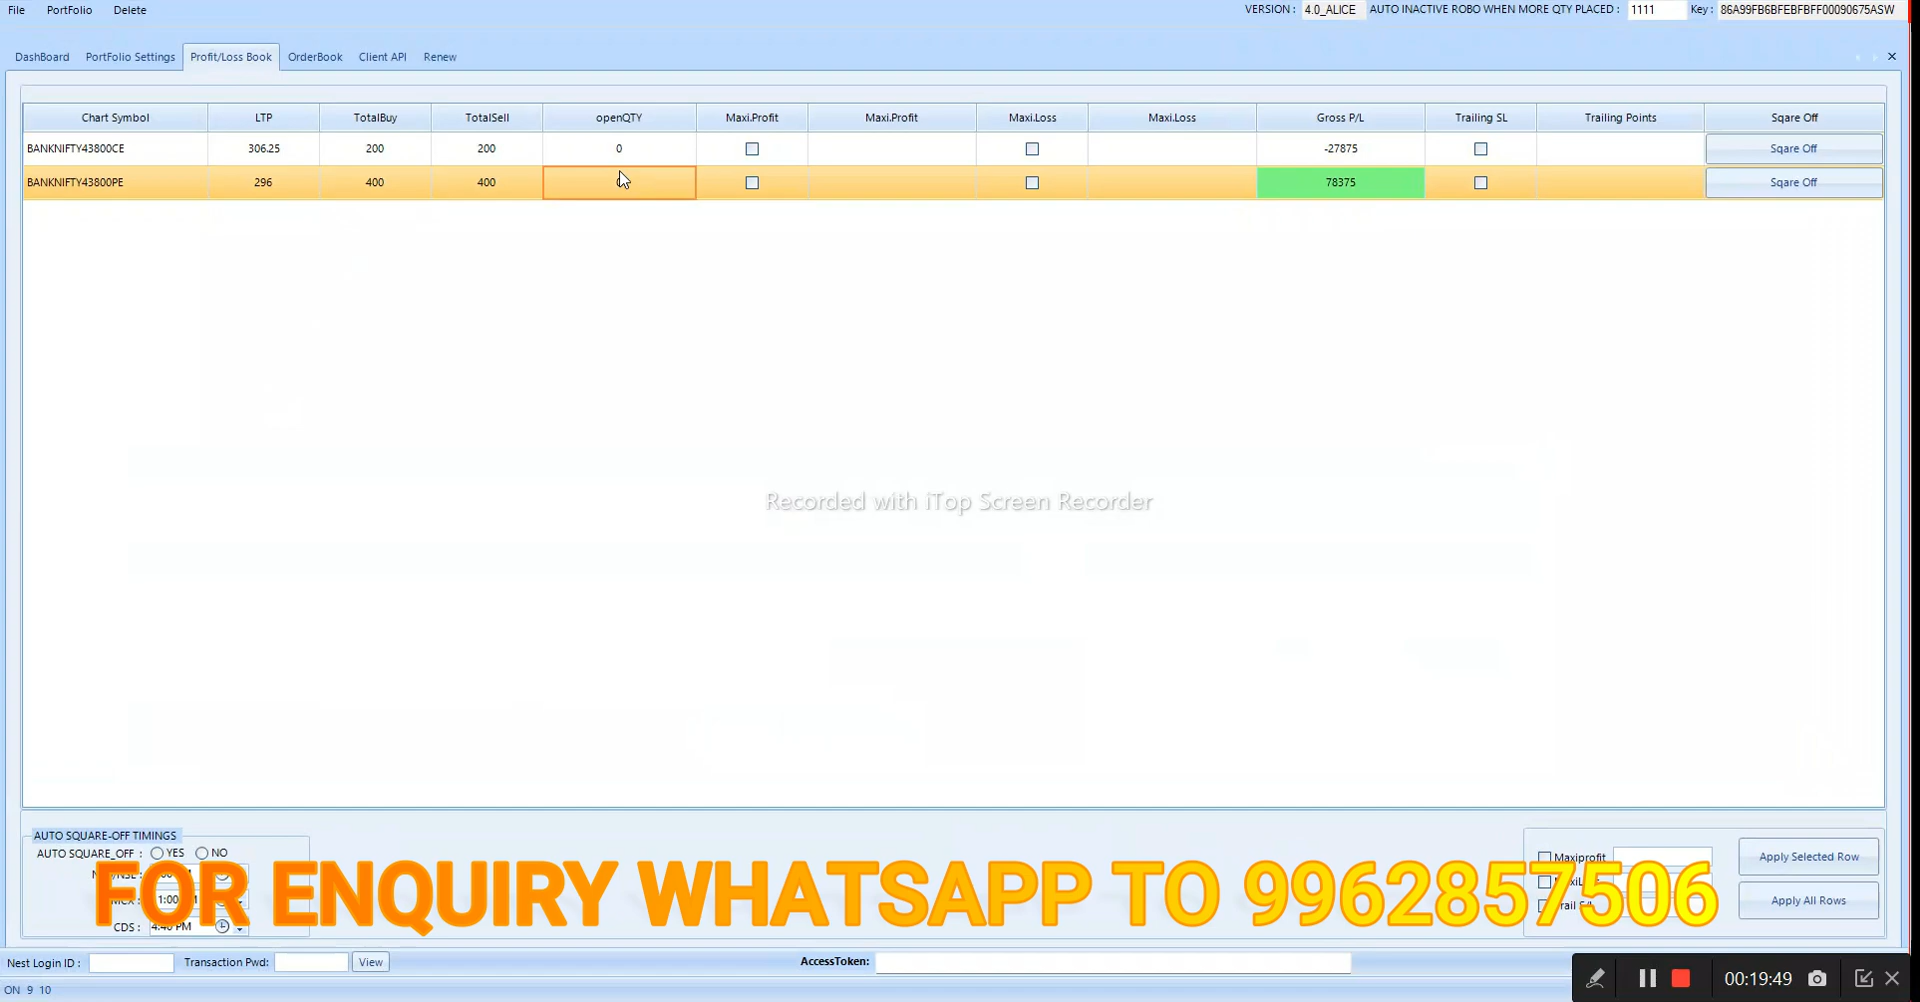 File PortFolio Delete VERSION : 4.0_ALICE AUTO INACTIVE ROBO WHEN MORE QTY PLACED : 1111 Key : 86A99FB6BFEBFBFF00090675ASW
DashBoard PortFolio Settings Profit/Loss Book OrderBook Client API Renew
Chart Symbol LTP TotalBuy TotalSell openQTY Maxi.Profit Maxi.Profit Maxi.Loss Maxi.Loss Gross P/L Trailing SL Trailing Points Sqare Off
BANKNIFTY43800CE 306.25 200 200 0 -27875 Sqare Off
BANKNIFTY43800PE 296 400 400 78375 Sqare Off
Recorded with iTop Screen Recorder
AUTO SQUARE-OFF TIMINGS
AUTO SQUARE_OFF : YES NO
Maxiprofit Apply Selected Row
FOR ENQUIRY WHATSAPP TO 9962857506
Apply All Rows
CDS : 4:40 PM
Nest Login ID : Transaction Pwd: View AccessToken:
00:19:49
ON 9 10